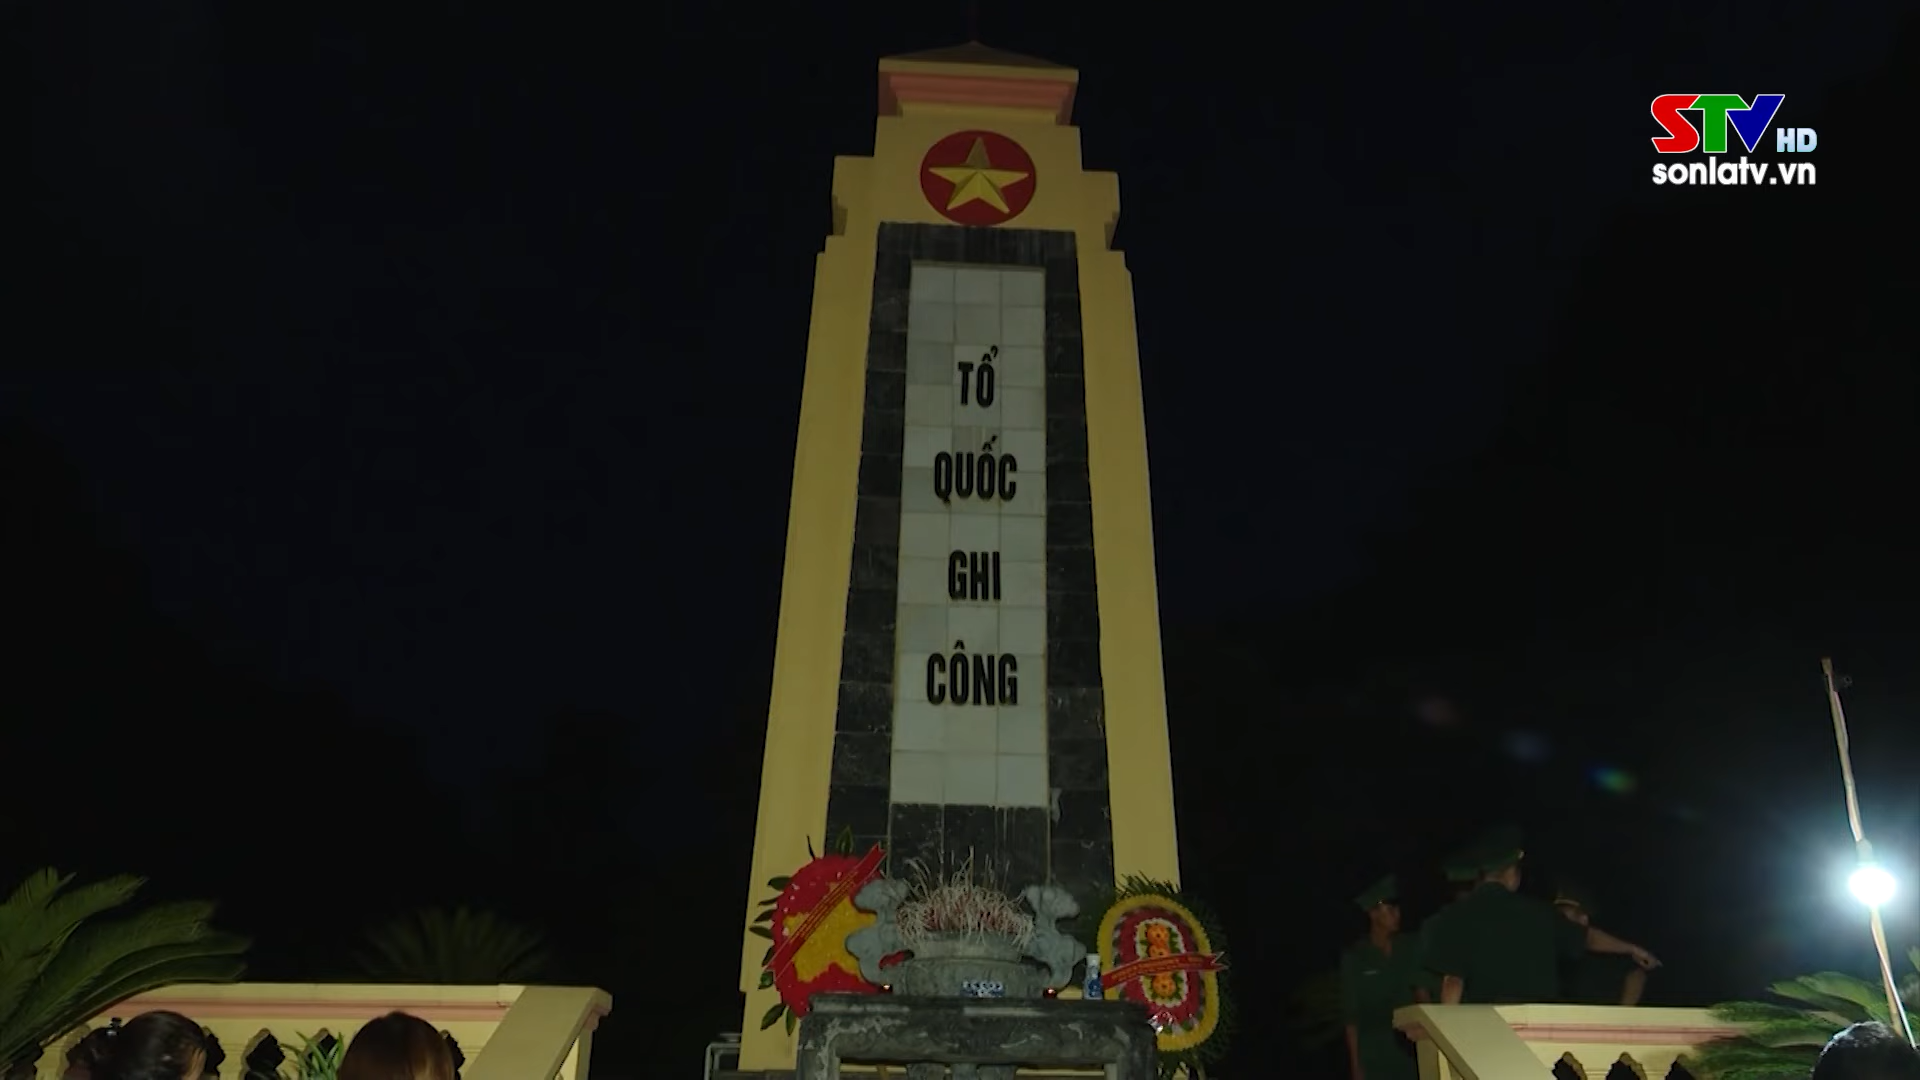 STV HD
sonlatv.vn
TỔ
QUỐC
GHI
CÔNG